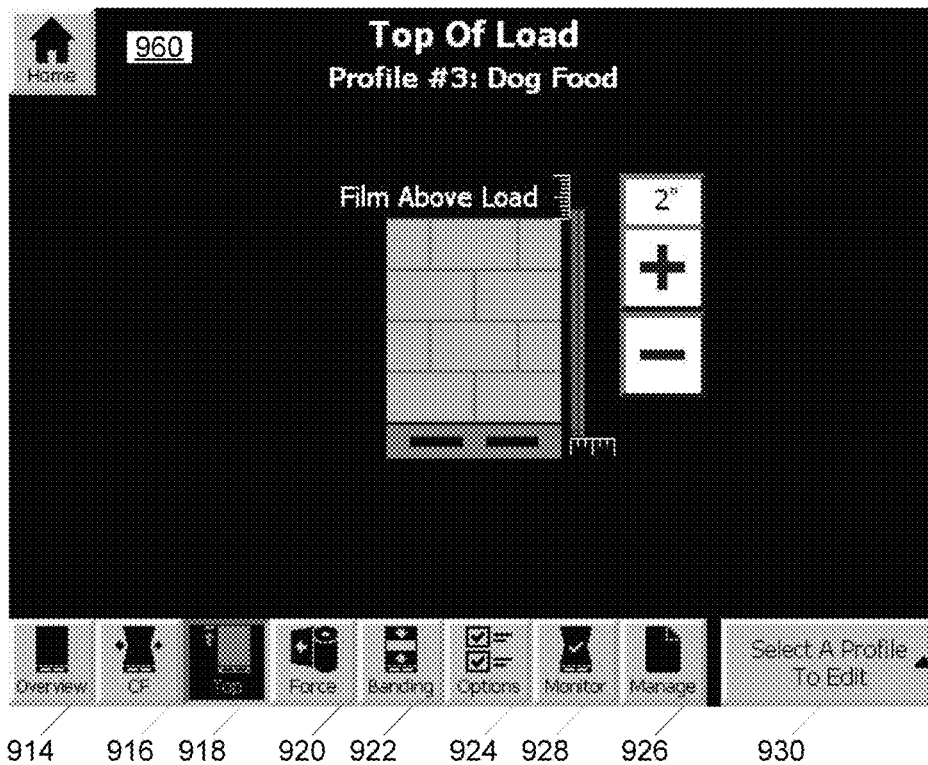 Home
960
Top Of Load
Profile #3: Dog Food
Film Above Load
2"
Overview
CF
Top
Force
Banding
Options
Monitor
Manage
Select A Profile
To Edit
914 916 918 920 922 924 928 926 930